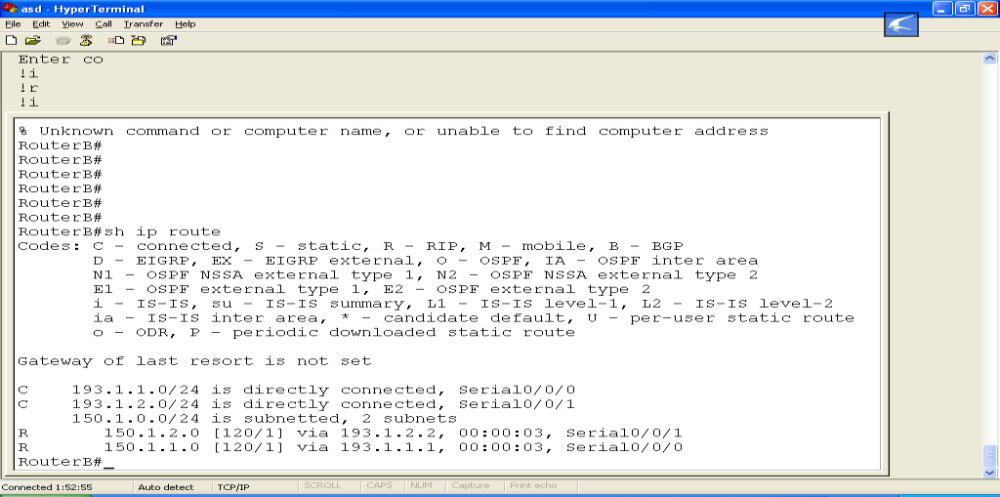 asd - HyperTerminal
File Edit View Call Transfer Help
Enter co
!i
!r
!i
% Unknown command or computer name, or unable to find computer address
RouterB#
RouterB#
RouterB#
RouterB#
RouterB#
RouterB#
RouterB#sh ip route
Codes: C - connected, S - static, R - RIP, M - mobile, B - BGP
D - EIGRP, EX - EIGRP external, O - OSPF, IA - OSPF inter area
N1 - OSPF NSSA external type 1, N2 - OSPF NSSA external type 2
E1 - OSPF external type 1, E2 - OSPF external type 2
i - IS-IS, su - IS-IS summary, L1 - IS-IS level-1, L2 - IS-IS level-2
ia - IS-IS inter area, * - candidate default, U - per-user static route
o - ODR, P - periodic downloaded static route
Gateway of last resort is not set
C 193.1.1.0/24 is directly connected, Serial0/0/0
C 193.1.2.0/24 is directly connected, Serial0/0/1
150.1.0.0/24 is subnetted, 2 subnets
R 150.1.2.0 [120/1] via 193.1.2.2, 00:00:03, Serial0/0/1
R 150.1.1.0 [120/1] via 193.1.1.1, 00:00:03, Serial0/0/0
RouterB#_
Connected 1:52:55 Auto detect TCP/IP SCROLL CAPS NUM Capture Print echo